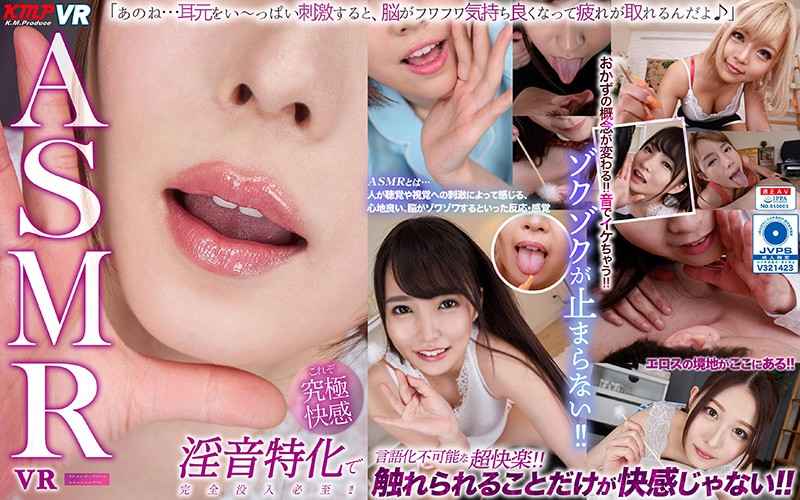 KMP VR
K.M.Produce
「あのね…耳元をい〜っぱい刺激すると、脳がフワフワ気持ち良くなって疲れが取れるんだよ♪」
ASMR
VR
これぞ
究極
快感
淫音特化で
完全没入必至!!
ASMRとは…
人が聴覚や視覚への刺激によって感じる、
心地良い、脳がゾワゾワするといった反応・感覚
おかずの概念が変わる!!音でイケちゃう!!
ゾクゾクが止まらない!!
適正AV
JPPA
JVPS
V321423
エロスの境地がここにある!!
言語化不可能な超快楽!!
触れられることだけが快感じゃない!!